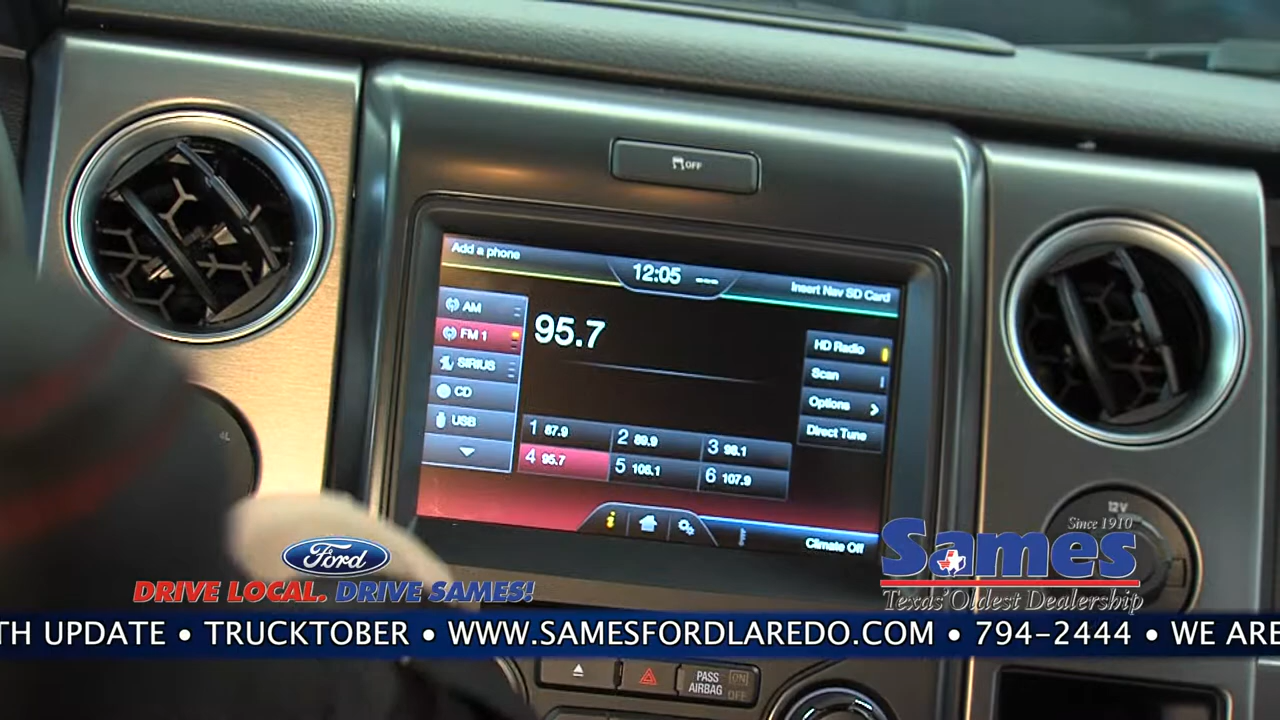 OFF
Add a phone
12:05
Insert Nav SD Card
AM
FM 1
SIRIUS
CD
USB
95.7
HD Radio
Scan
Options
Direct Tune
1 87.9
2 89.9
3 98.1
4 95.7
5 106.1
6 107.9
Climate Off
4L
12V
Ford
DRIVE LOCAL. DRIVE SAMES!
Since 1910
Sames
Texas' Oldest Dealership
TH UPDATE • TRUCKTOBER • WWW.SAMESFORDLAREDO.COM • 794-2444 • WE ARE
PASS
AIRBAG
ON
OFF